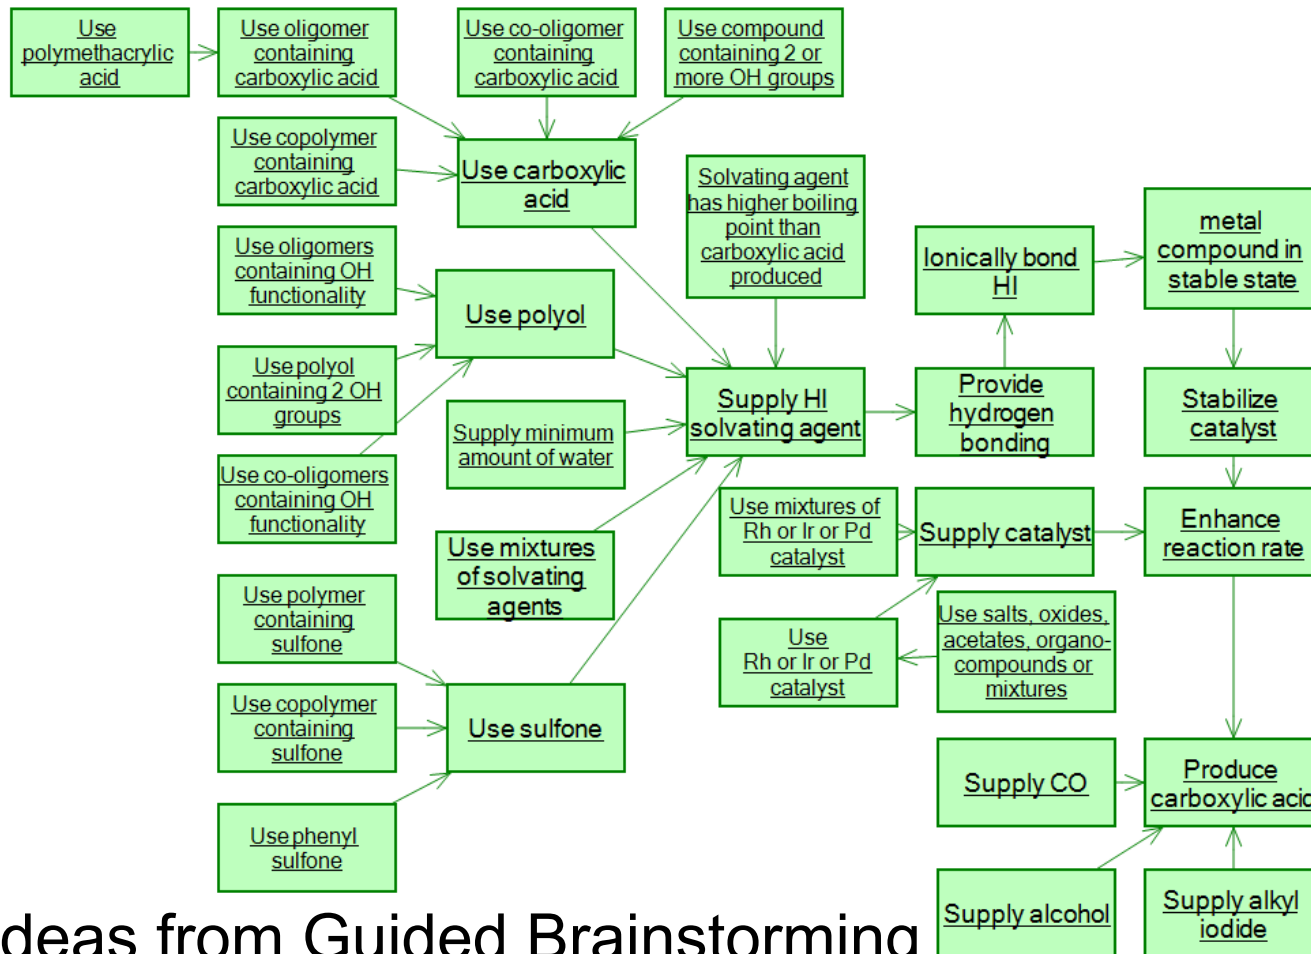 Use
polymethacrylic
acid
Use oligomer
containing
carboxylic acid
Use co-oligomer
containing
carboxylic acid
Use compound
containing 2 or
more OH groups
Use copolymer
containing
carboxylic acid
Use carboxylic
acid
Solvating agent
has higher boiling
point than
carboxylic acid
produced
metal
compound in
stable state
Ionically bond
HI
Use oligomers
containing OH
functionality
Use polyol
Use polyol
containing 2 OH
groups
Supply HI
solvating agent
Provide
hydrogen
bonding
Stabilize
catalyst
Supply minimum
amount of water
Use co-oligomers
containing OH
functionality
Use mixtures of
Rh or Ir or Pd
catalyst
Supply catalyst
Enhance
reaction rate
Use mixtures
of solvating
agents
Use polymer
containing
sulfone
Use
Rh or Ir or Pd
catalyst
Use salts, oxides,
acetates, organo-
compounds or
mixtures
Use copolymer
containing
sulfone
Use sulfone
Supply CO
Produce
carboxylic acid
Use phenyl
sulfone
Supply alcohol
Supply alkyl
iodide
deas from Guided Brainstorming